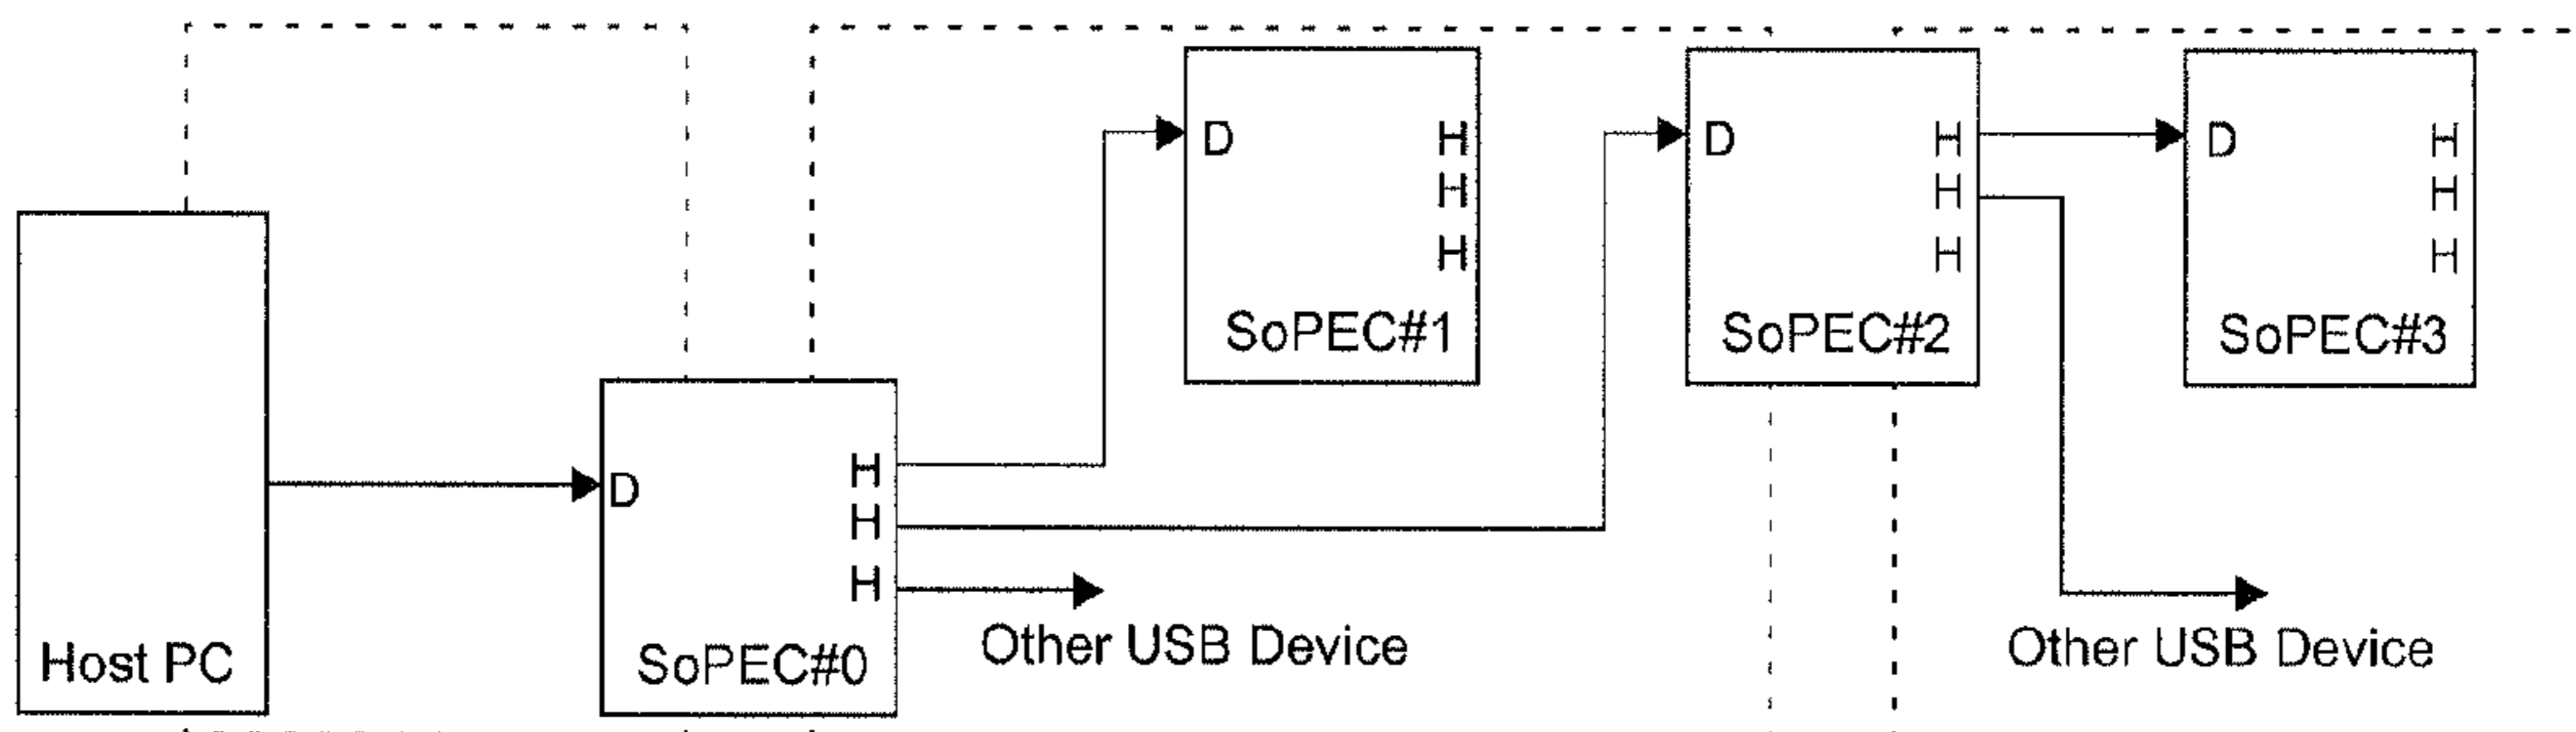 D H
H
H
SoPEC#1
D H
H
H
SoPEC#2
D H
H
H
SoPEC#3
Host PC
D H
H
H
SoPEC#0
Other USB Device
Other USB Device